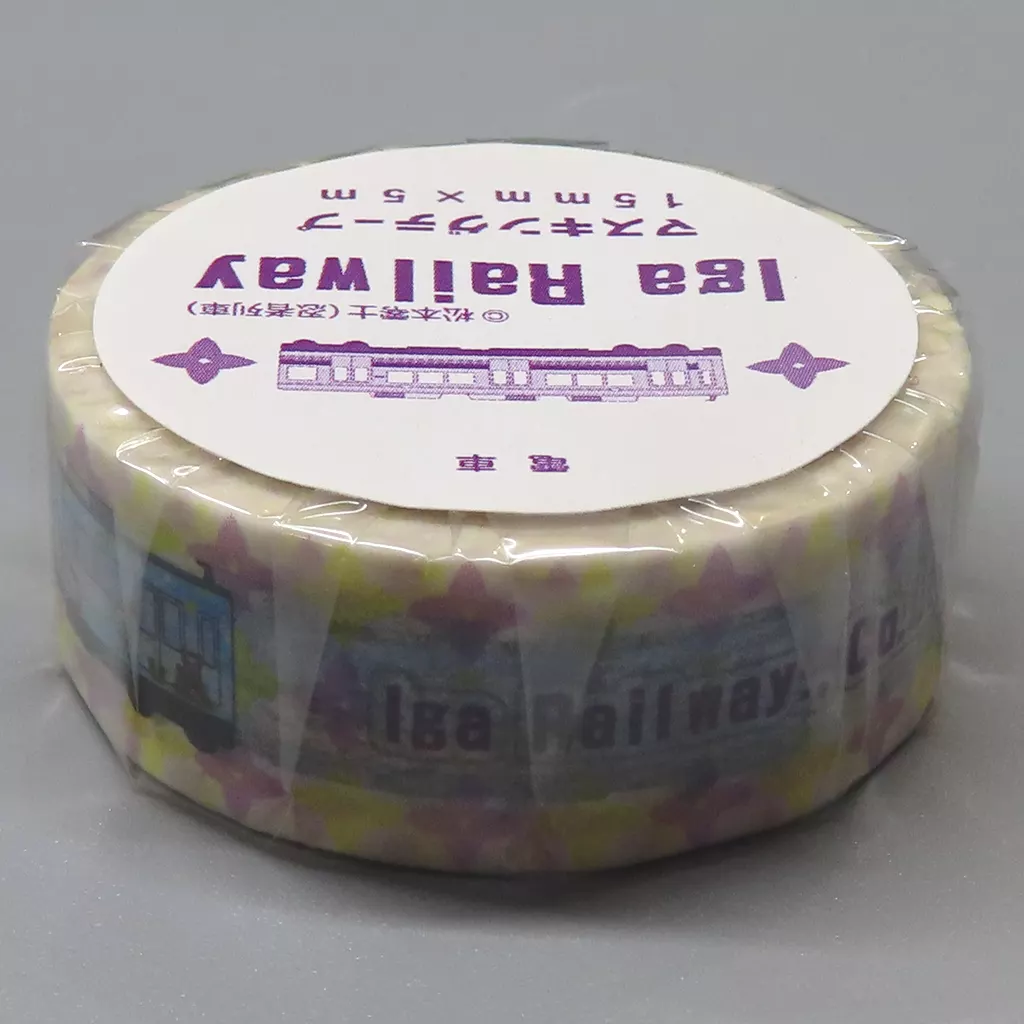 電車
©松本零士(忍者列車)
Iga Railway
マスキングテープ
15mm×5m
Iga Railway., Co.